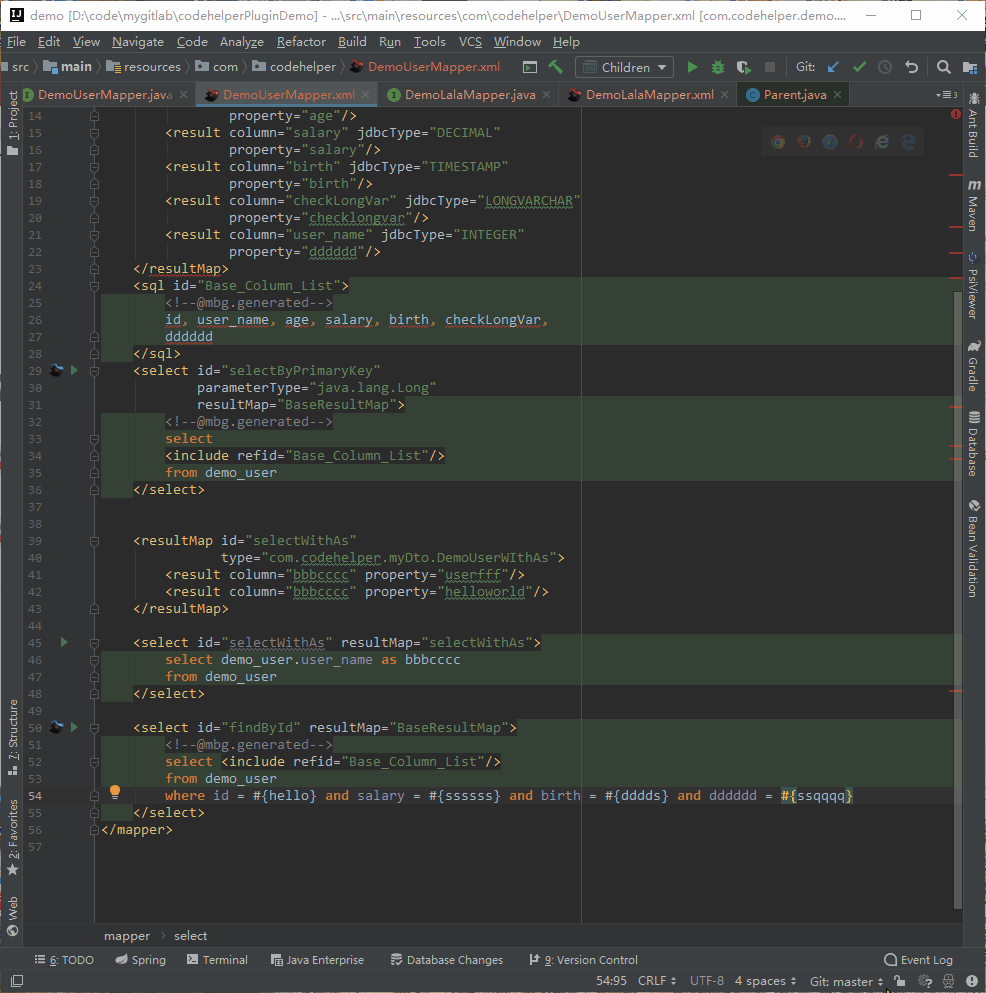 demo [D:\code\mygitlab\codehelperPluginDemo] - ...\src\main\resources\com\codehelper\DemoUserMapper.xml [com.codehelper.demo....
File Edit View Navigate Code Analyze Refactor Build Run Tools VCS Window Help
src main resources com codehelper DemoUserMapper.xml Children Git:
DemoUserMapper.java DemoUserMapper.xml DemoLalaMapper.java DemoLalaMapper.xml Parent.java 3
14 property="age"/>
15 <result column="salary" jdbcType="DECIMAL"
16 property="salary"/>
17 <result column="birth" jdbcType="TIMESTAMP"
18 property="birth"/>
19 <result column="checkLongVar" jdbcType="LONGVARCHAR"
20 property="checklongvar"/>
21 <result column="user_name" jdbcType="INTEGER"
22 property="dddddd"/>
23 </resultMap>
24 <sql id="Base_Column_List">
25 <!--@mbg.generated-->
26 id, user_name, age, salary, birth, checkLongVar,
27 dddddd
28 </sql>
29 <select id="selectByPrimaryKey"
30 parameterType="java.lang.Long"
31 resultMap="BaseResultMap">
32 <!--@mbg.generated-->
33 select
34 <include refid="Base_Column_List"/>
35 from demo_user
36 </select>
37
38
39 <resultMap id="selectWithAs"
40 type="com.codehelper.myDto.DemoUserWIthAs">
41 <result column="bbbcccc" property="userfff"/>
42 <result column="bbbcccc" property="helloworld"/>
43 </resultMap>
44
45 <select id="selectWithAs" resultMap="selectWithAs">
46 select demo_user.user_name as bbbcccc
47 from demo_user
48 </select>
49
50 <select id="findById" resultMap="BaseResultMap">
51 <!--@mbg.generated-->
52 select <include refid="Base_Column_List"/>
53 from demo_user
54 where id = #{hello} and salary = #{ssssss} and birth = #{dddds} and dddddd = #{ssqqqq}
55 </select>
56 </mapper>
57
1: Project
7: Structure
2: Favorites
Web
Ant Build
Maven
PsiViewer
Gradle
Database
Bean Validation
mapper select
6: TODO Spring Terminal Java Enterprise Database Changes 9: Version Control Event Log
54:95 CRLF UTF-8 4 spaces Git: master